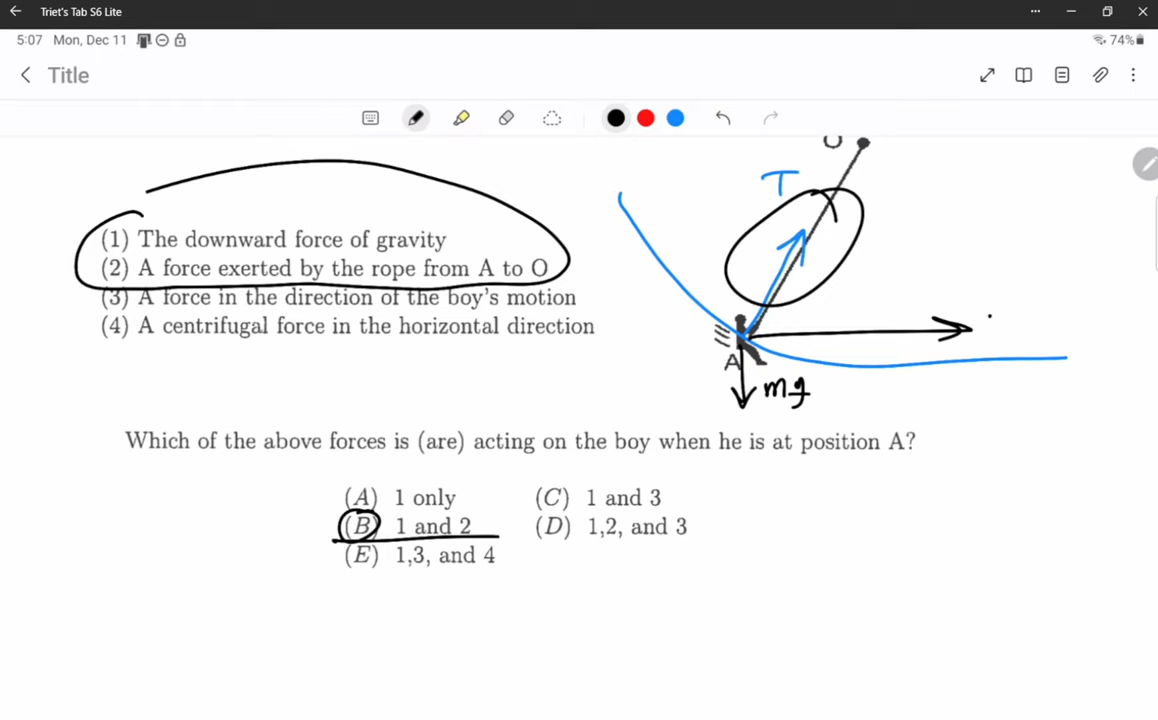 Triet's Tab S6 Lite
5:07 Mon, Dec 11 74%
Title
O
T
(1) The downward force of gravity
(2) A force exerted by the rope from A to O
(3) A force in the direction of the boy's motion
(4) A centrifugal force in the horizontal direction
A
mg
Which of the above forces is (are) acting on the boy when he is at position A?
(A) 1 only (C) 1 and 3
(B) 1 and 2 (D) 1,2, and 3
(E) 1,3, and 4